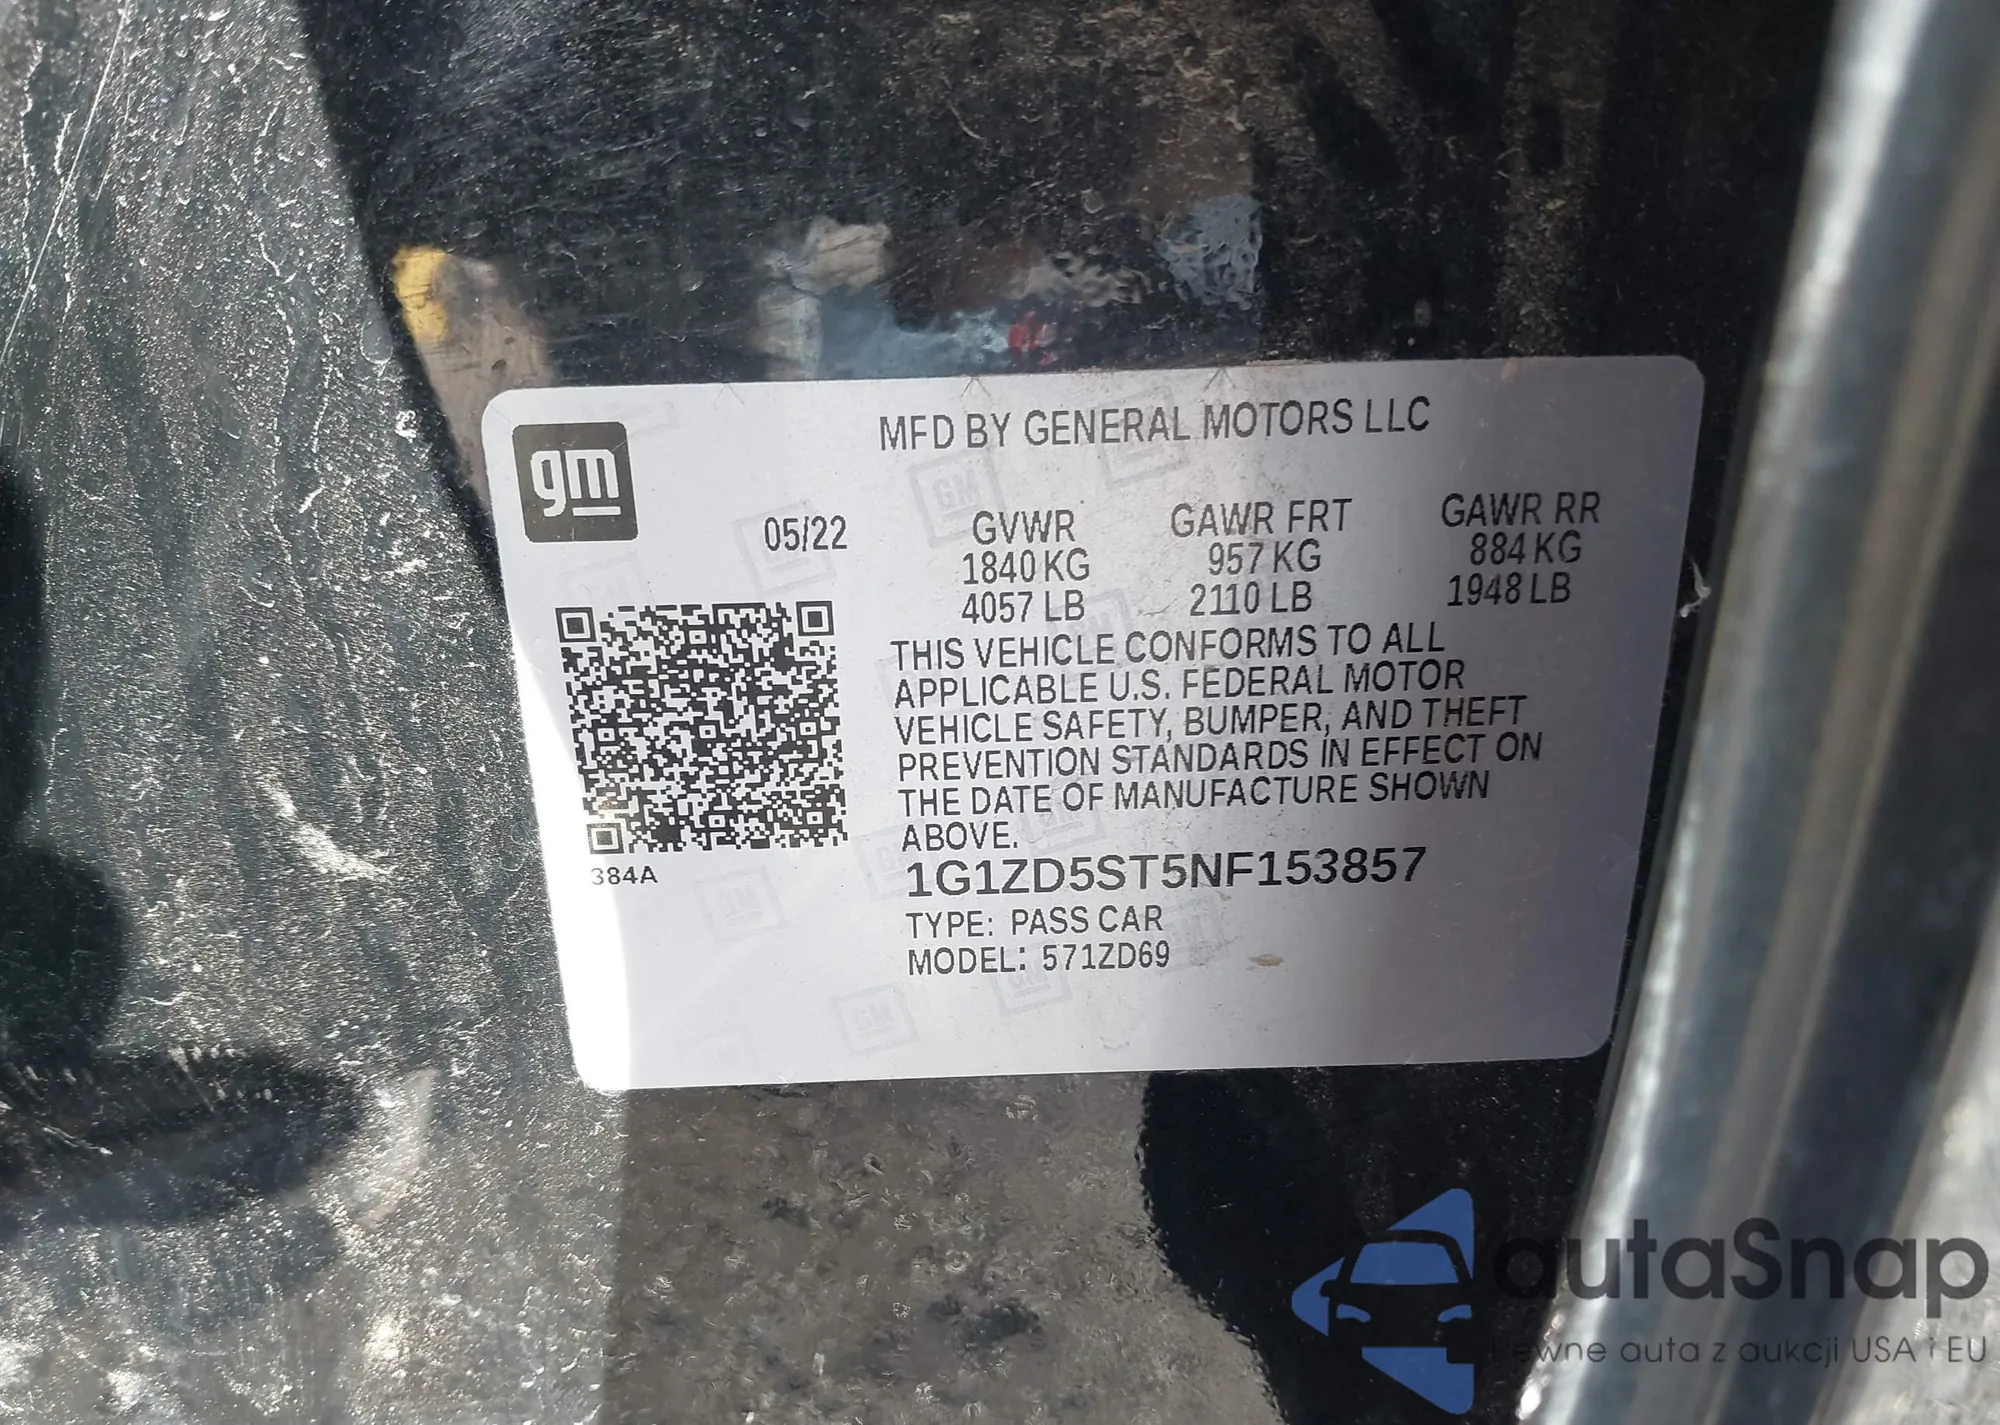 MFD BY GENERAL MOTORS LLC
gm
05/22
GVWR GAWR FRT GAWR RR
1840 KG 957 KG 884 KG
4057 LB 2110 LB 1948 LB
THIS VEHICLE CONFORMS TO ALL
APPLICABLE U.S. FEDERAL MOTOR
VEHICLE SAFETY, BUMPER, AND THEFT
PREVENTION STANDARDS IN EFFECT ON
THE DATE OF MANUFACTURE SHOWN
ABOVE.
384A
1G1ZD5ST5NF153857
TYPE: PASS CAR
MODEL: 571ZD69
autaSnap
Pewne auta z aukcji USA i EU